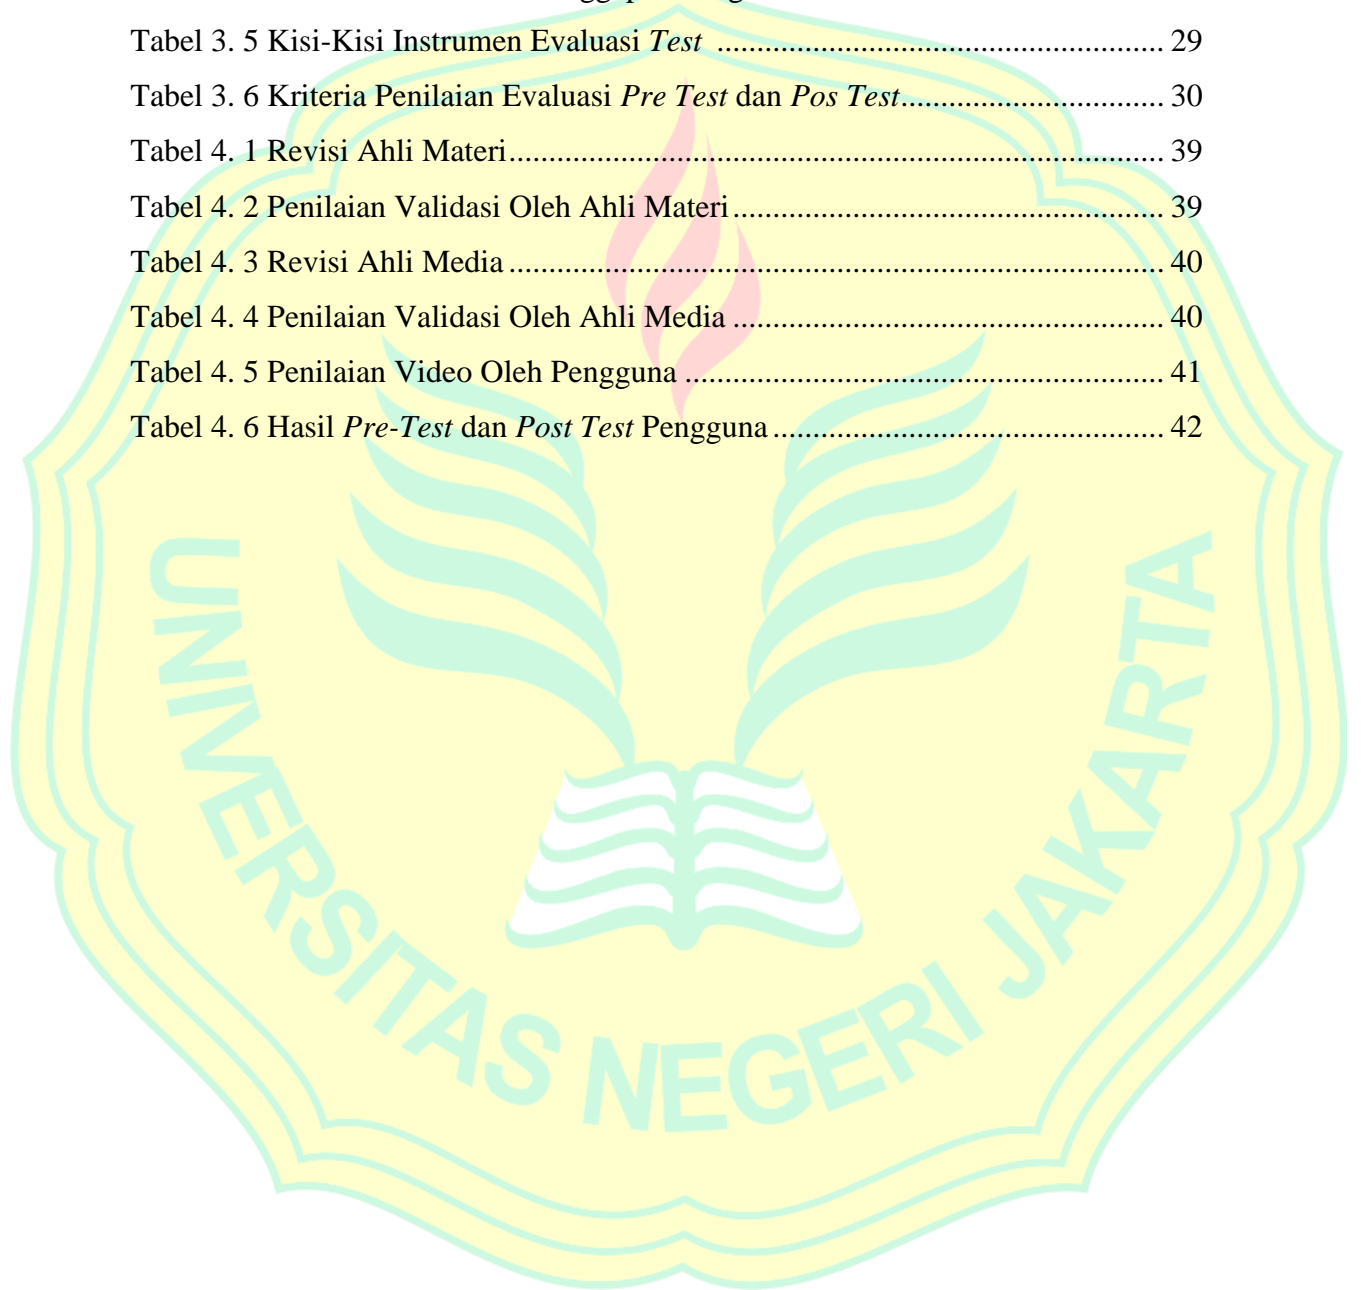 Tabel 3. 5 Kisi-Kisi Instrumen Evaluasi Test ........................................................ 29
Tabel 3. 6 Kriteria Penilaian Evaluasi Pre Test dan Pos Test................................ 30
Tabel 4. 1 Revisi Ahli Materi................................................................................. 39
Tabel 4. 2 Penilaian Validasi Oleh Ahli Materi..................................................... 39
Tabel 4. 3 Revisi Ahli Media ................................................................................. 40
Tabel 4. 4 Penilaian Validasi Oleh Ahli Media ..................................................... 40
Tabel 4. 5 Penilaian Video Oleh Pengguna ........................................................... 41
Tabel 4. 6 Hasil Pre-Test dan Post Test Pengguna ................................................ 42
UNIVERSITAS NEGERI JAKARTA